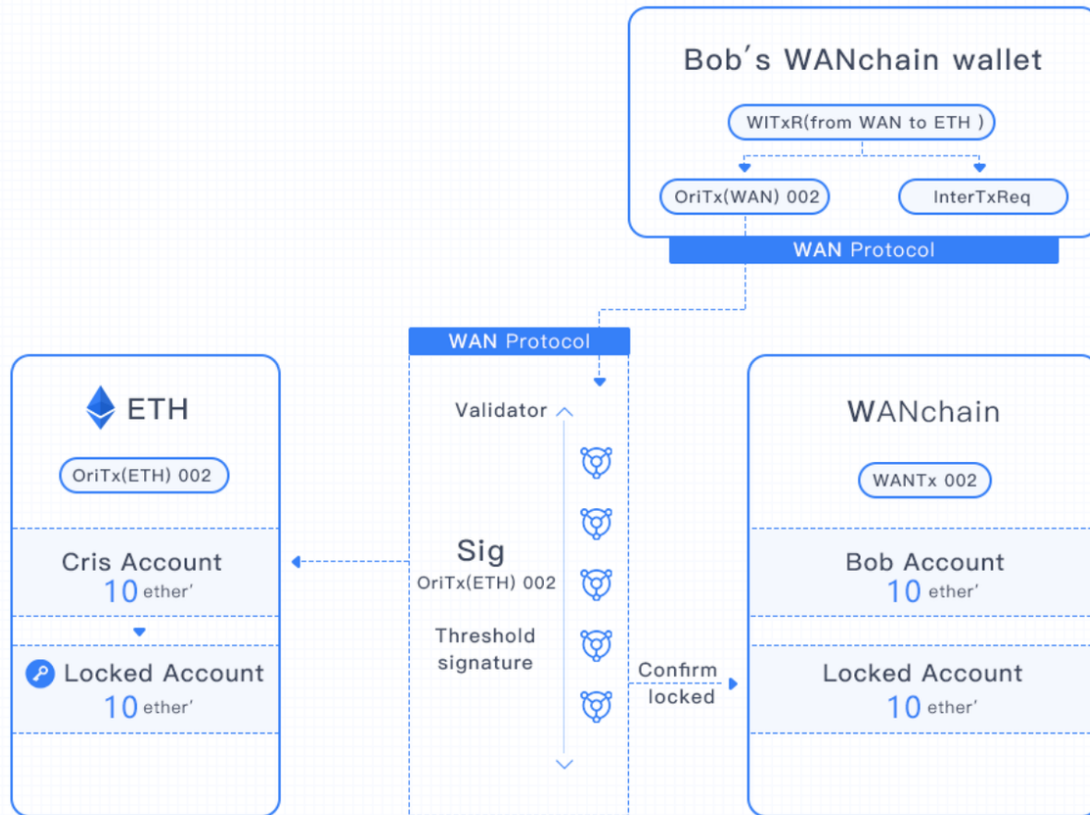 Bob's WANchain wallet
WITxR(from WAN to ETH )
OriTx(WAN) 002
InterTxReq
WAN Protocol
WAN Protocol
ETH
OriTx(ETH) 002
Cris Account
10 ether'
Locked Account
10 ether'
Validator
Sig
OriTx(ETH) 002
Threshold
signature
Confirm
locked
WANchain
WANTx 002
Bob Account
10 ether'
Locked Account
10 ether'